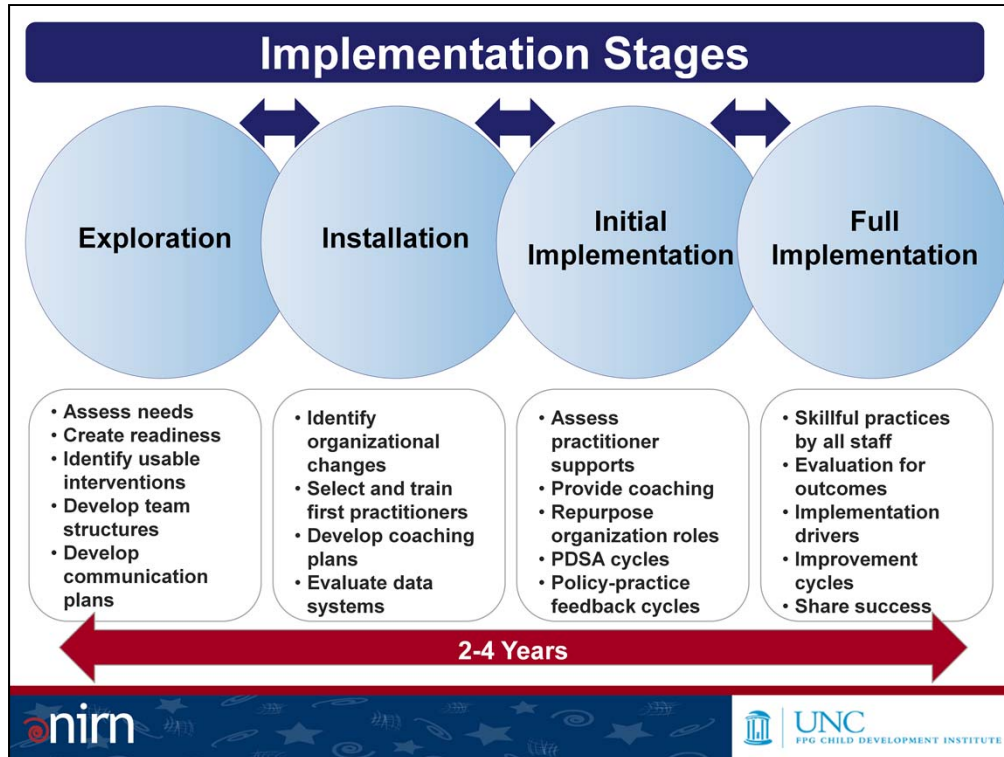 Implementation Stages
Exploration
Installation
Initial
Implementation
Full
Implementation
• Assess needs
• Create readiness
• Identify usable
interventions
• Develop team
structures
• Develop
communication
plans
• Identify
organizational
changes
• Select and train
first practitioners
• Develop coaching
plans
• Evaluate data
systems
• Assess
practitioner
supports
• Provide coaching
• Repurpose
organization roles
• PDSA cycles
• Policy-practice
feedback cycles
• Skillful practices
by all staff
• Evaluation for
outcomes
• Implementation
drivers
• Improvement
cycles
• Share success
2-4 Years
nirn
UNC
FPG CHILD DEVELOPMENT INSTITUTE